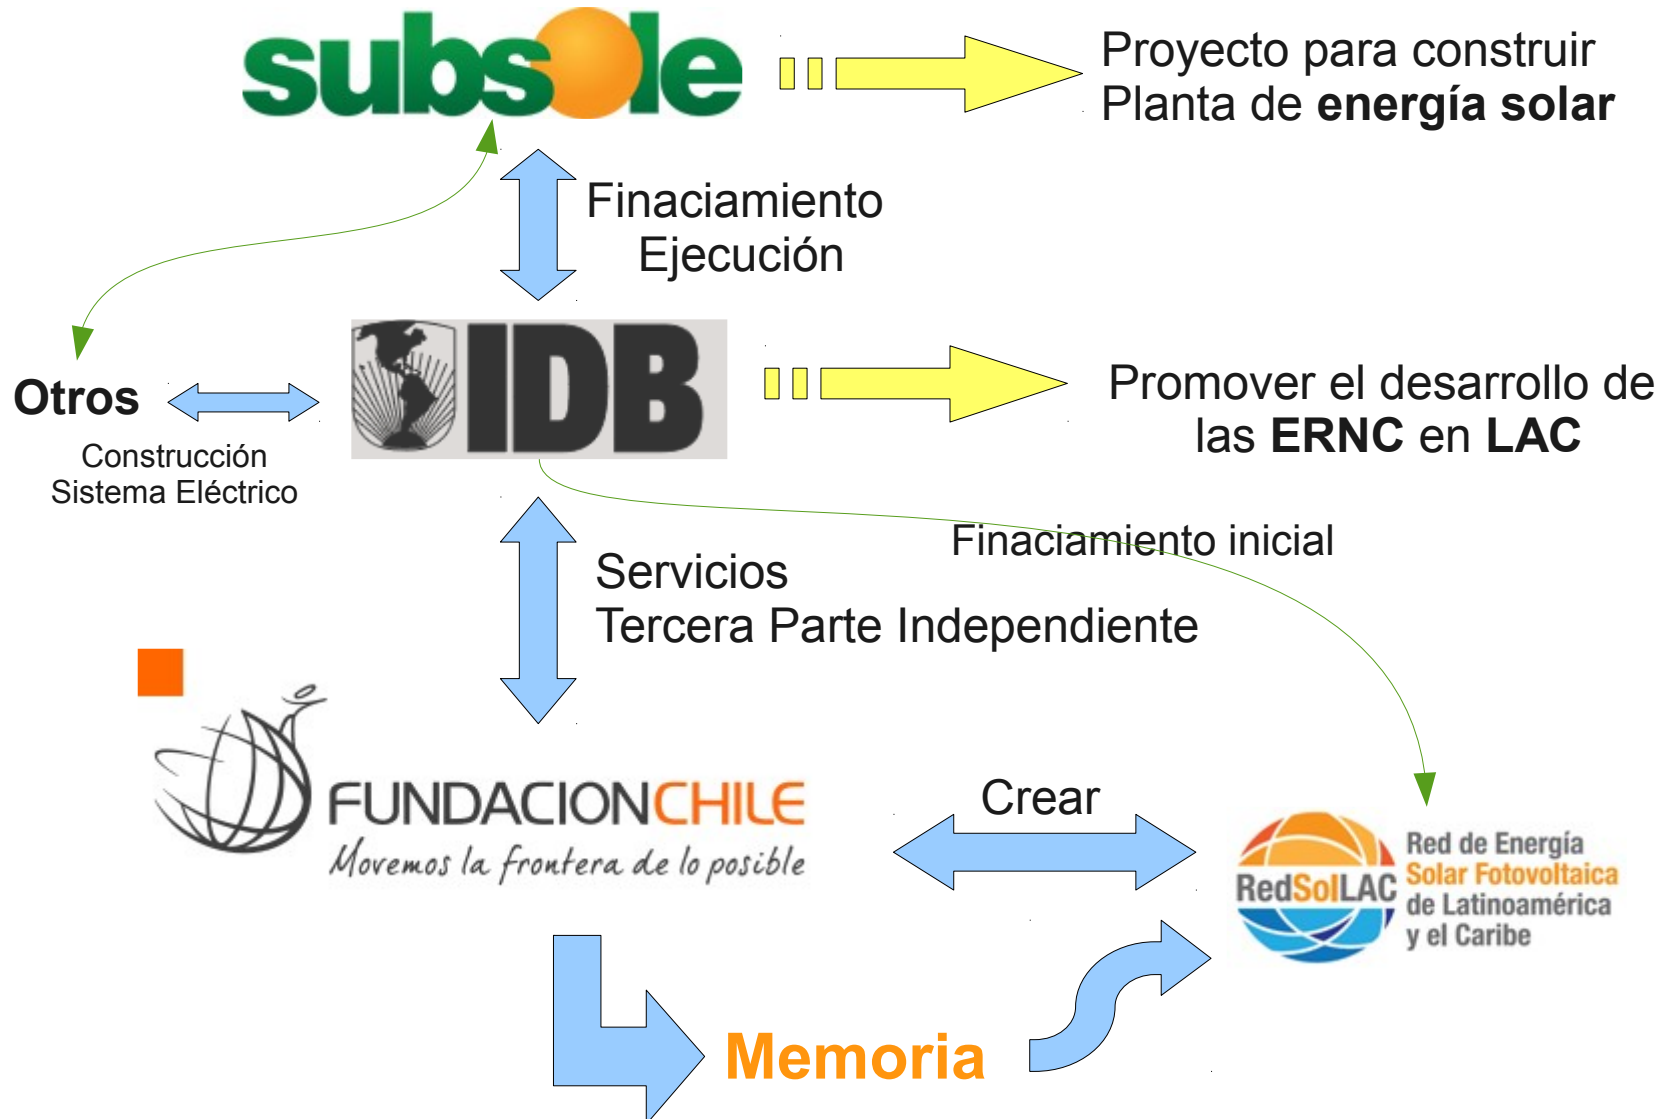 subsole
Proyecto para construir
Planta de energía solar
Finaciamiento
Ejecución
IDB
Otros
Construcción
Sistema Eléctrico
Promover el desarrollo de
las ERNC en LAC
Finaciamiento inicial
Servicios
Tercera Parte Independiente
FUNDACIONCHILE
Movemos la frontera de lo posible
Crear
RedSolLAC
Red de Energía
Solar Fotovoltaica
de Latinoamérica
y el Caribe
Memoria